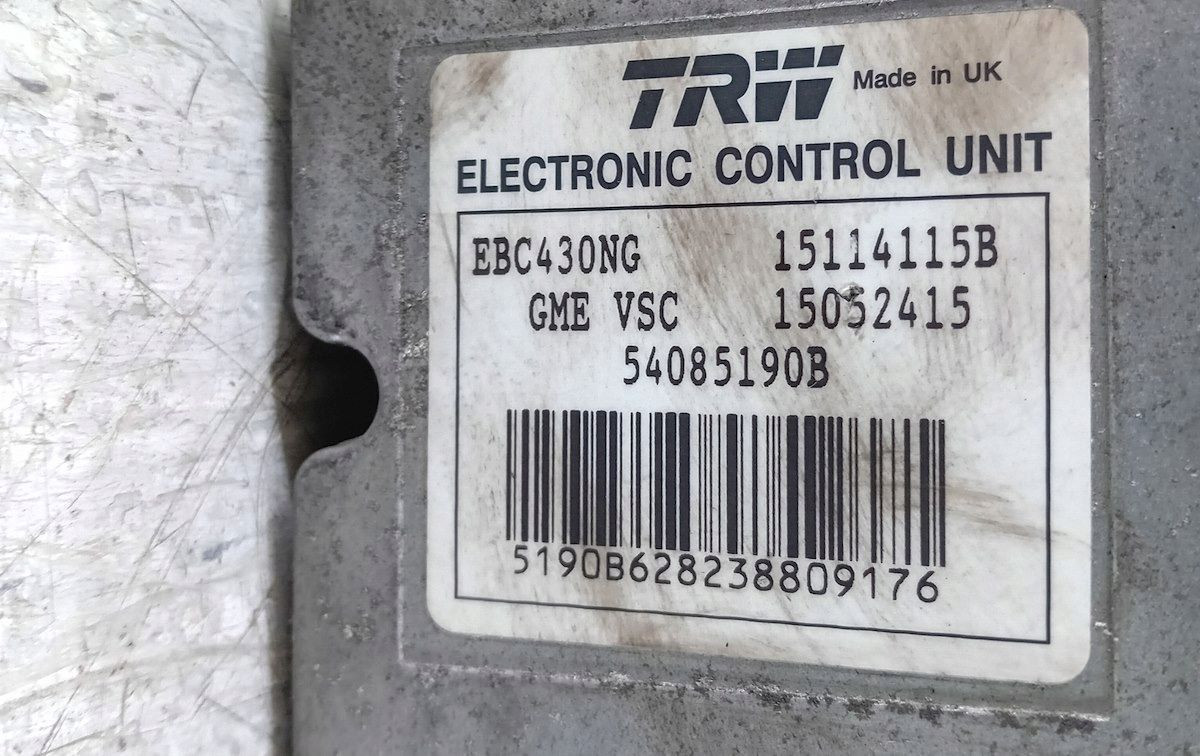 TRW Made in UK
ELECTRONIC CONTROL UNIT
EBC430NG 15114115B
GME VSC 15052415
54085190B
5190B628238809176